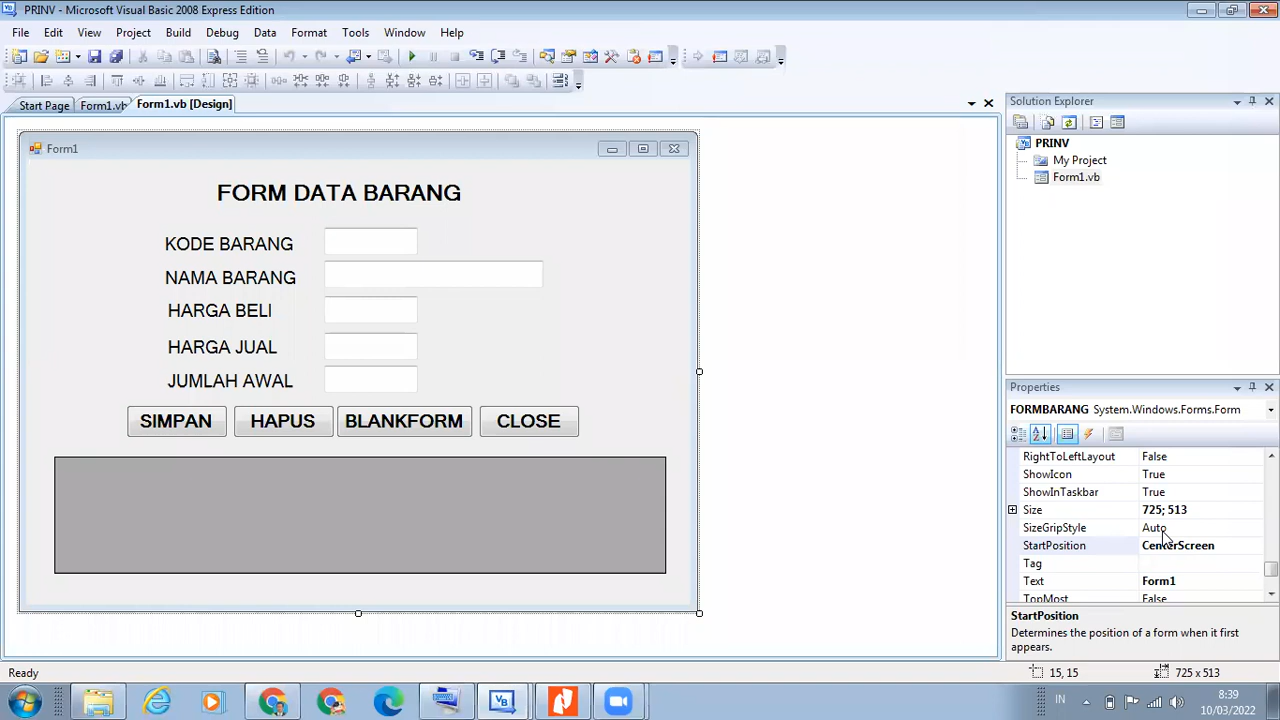 PRINV - Microsoft Visual Basic 2008 Express Edition
File Edit View Project Build Debug Data Format Tools Window Help
Start Page Form1.vb Form1.vb [Design]
Form1
FORM DATA BARANG
KODE BARANG
NAMA BARANG
HARGA BELI
HARGA JUAL
JUMLAH AWAL
SIMPAN HAPUS BLANKFORM CLOSE
Solution Explorer
PRINV
My Project
Form1.vb
Properties
FORMBARANG System.Windows.Forms.Form
RightToLeftLayout False
ShowIcon True
ShowInTaskbar True
Size 725; 513
SizeGripStyle Auto
StartPosition CenterScreen
Tag
Text Form1
TopMost False
StartPosition
Determines the position of a form when it first
appears.
Ready 15, 15 725 x 513
IN 8:39
10/03/2022